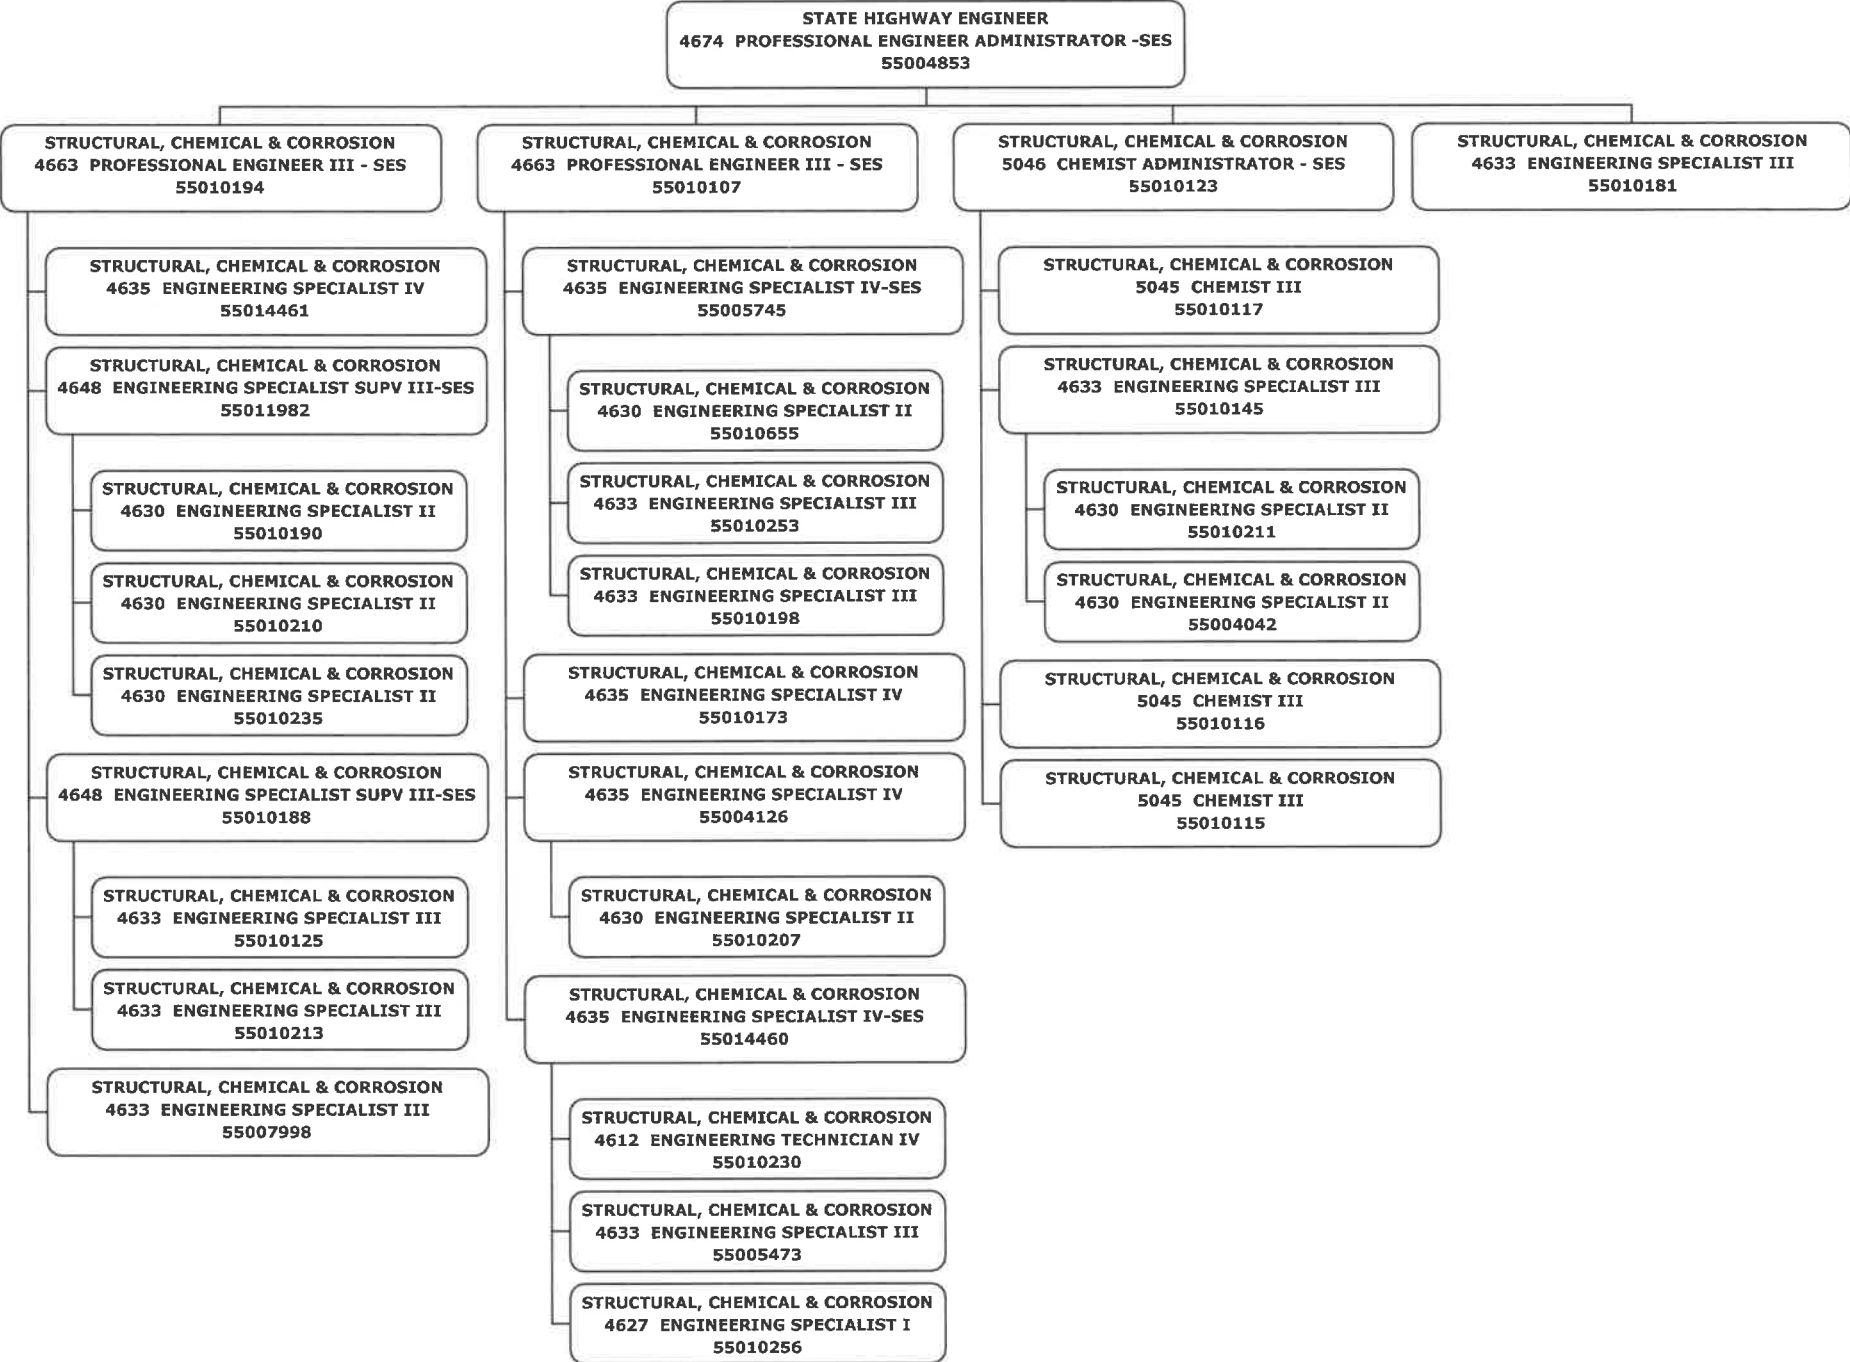 STATE HIGHWAY ENGINEER
4674 PROFESSIONAL ENGINEER ADMINISTRATOR -SES
55004853
STRUCTURAL, CHEMICAL & CORROSION
4663 PROFESSIONAL ENGINEER III - SES
55010194
STRUCTURAL, CHEMICAL & CORROSION
4635 ENGINEERING SPECIALIST IV
55014461
STRUCTURAL, CHEMICAL & CORROSION
4648 ENGINEERING SPECIALIST SUPV III-SES
55011982
STRUCTURAL, CHEMICAL & CORROSION
4630 ENGINEERING SPECIALIST II
55010190
STRUCTURAL, CHEMICAL & CORROSION
4630 ENGINEERING SPECIALIST II
55010210
STRUCTURAL, CHEMICAL & CORROSION
4630 ENGINEERING SPECIALIST II
55010235
STRUCTURAL, CHEMICAL & CORROSION
4648 ENGINEERING SPECIALIST SUPV III-SES
55010188
STRUCTURAL, CHEMICAL & CORROSION
4633 ENGINEERING SPECIALIST III
55010125
STRUCTURAL, CHEMICAL & CORROSION
4633 ENGINEERING SPECIALIST III
55010213
STRUCTURAL, CHEMICAL & CORROSION
4633 ENGINEERING SPECIALIST III
55007998
STRUCTURAL, CHEMICAL & CORROSION
4663 PROFESSIONAL ENGINEER III - SES
55010107
STRUCTURAL, CHEMICAL & CORROSION
4635 ENGINEERING SPECIALIST IV-SES
55005745
STRUCTURAL, CHEMICAL & CORROSION
4630 ENGINEERING SPECIALIST II
55010655
STRUCTURAL, CHEMICAL & CORROSION
4633 ENGINEERING SPECIALIST III
55010253
STRUCTURAL, CHEMICAL & CORROSION
4633 ENGINEERING SPECIALIST III
55010198
STRUCTURAL, CHEMICAL & CORROSION
4635 ENGINEERING SPECIALIST IV
55010173
STRUCTURAL, CHEMICAL & CORROSION
4635 ENGINEERING SPECIALIST IV
55004126
STRUCTURAL, CHEMICAL & CORROSION
4630 ENGINEERING SPECIALIST II
55010207
STRUCTURAL, CHEMICAL & CORROSION
4635 ENGINEERING SPECIALIST IV-SES
55014460
STRUCTURAL, CHEMICAL & CORROSION
4612 ENGINEERING TECHNICIAN IV
55010230
STRUCTURAL, CHEMICAL & CORROSION
4633 ENGINEERING SPECIALIST III
55005473
STRUCTURAL, CHEMICAL & CORROSION
4627 ENGINEERING SPECIALIST I
55010256
STRUCTURAL, CHEMICAL & CORROSION
5046 CHEMIST ADMINISTRATOR - SES
55010123
STRUCTURAL, CHEMICAL & CORROSION
5045 CHEMIST III
55010117
STRUCTURAL, CHEMICAL & CORROSION
4633 ENGINEERING SPECIALIST III
55010145
STRUCTURAL, CHEMICAL & CORROSION
4630 ENGINEERING SPECIALIST II
55010211
STRUCTURAL, CHEMICAL & CORROSION
4630 ENGINEERING SPECIALIST II
55004042
STRUCTURAL, CHEMICAL & CORROSION
5045 CHEMIST III
55010116
STRUCTURAL, CHEMICAL & CORROSION
5045 CHEMIST III
55010115
STRUCTURAL, CHEMICAL & CORROSION
4633 ENGINEERING SPECIALIST III
55010181